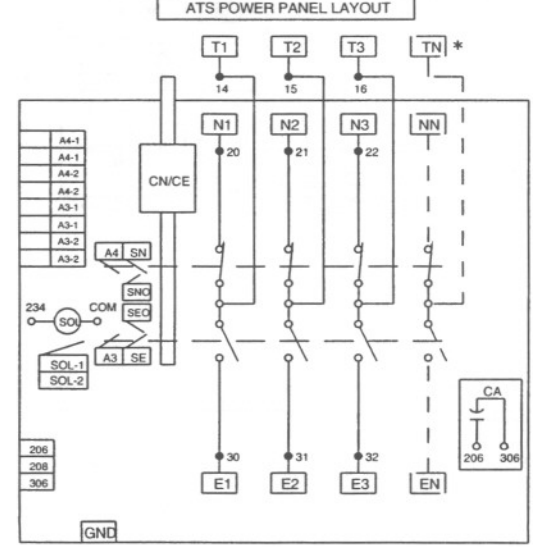 ATS POWER PANEL LAYOUT
T1 T2 T3 TN *
14 15 16
N1 N2 N3 NN
20 21 22
A4-1
A4-1
A4-2
A4-2
A3-1
A3-1
A3-2
A3-2
CN/CE
A4 SN
SNO
SEO
234 SOL COM
A3 SE
SOL-1
SOL-2
CA
206 306
206
208
306
30 31 32
E1 E2 E3 EN
GND